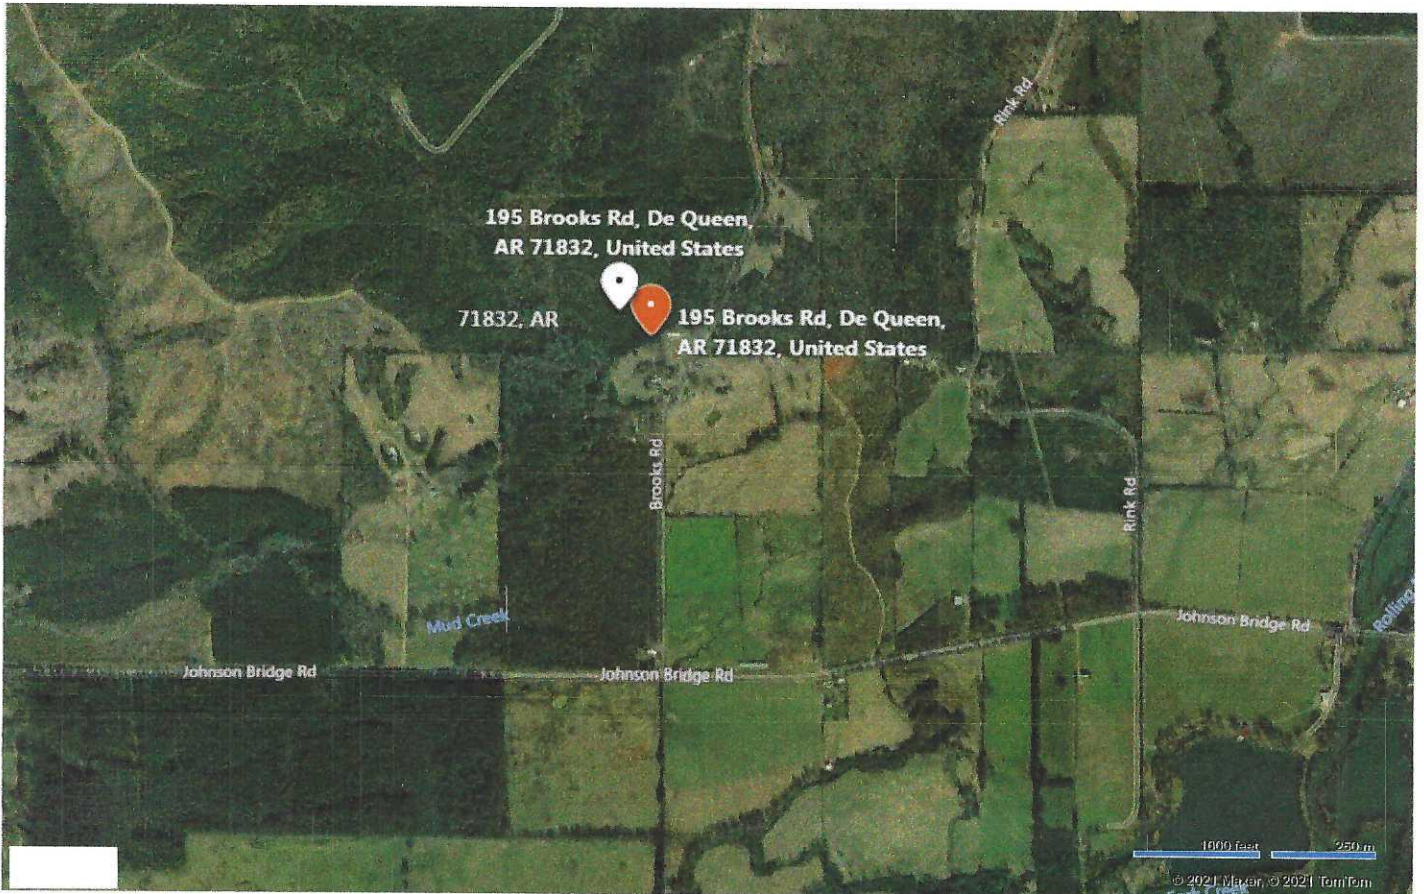 Rink Rd
195 Brooks Rd, De Queen,
AR 71832, United States
71832, AR
195 Brooks Rd, De Queen,
AR 71832, United States
Brooks Rd
Rink Rd
Mud Creek
Johnson Bridge Rd
Rolling
Johnson Bridge Rd
Johnson Bridge Rd
1000 feet
250 m
© 2021 Maxar, © 2021 TomTom
Creek